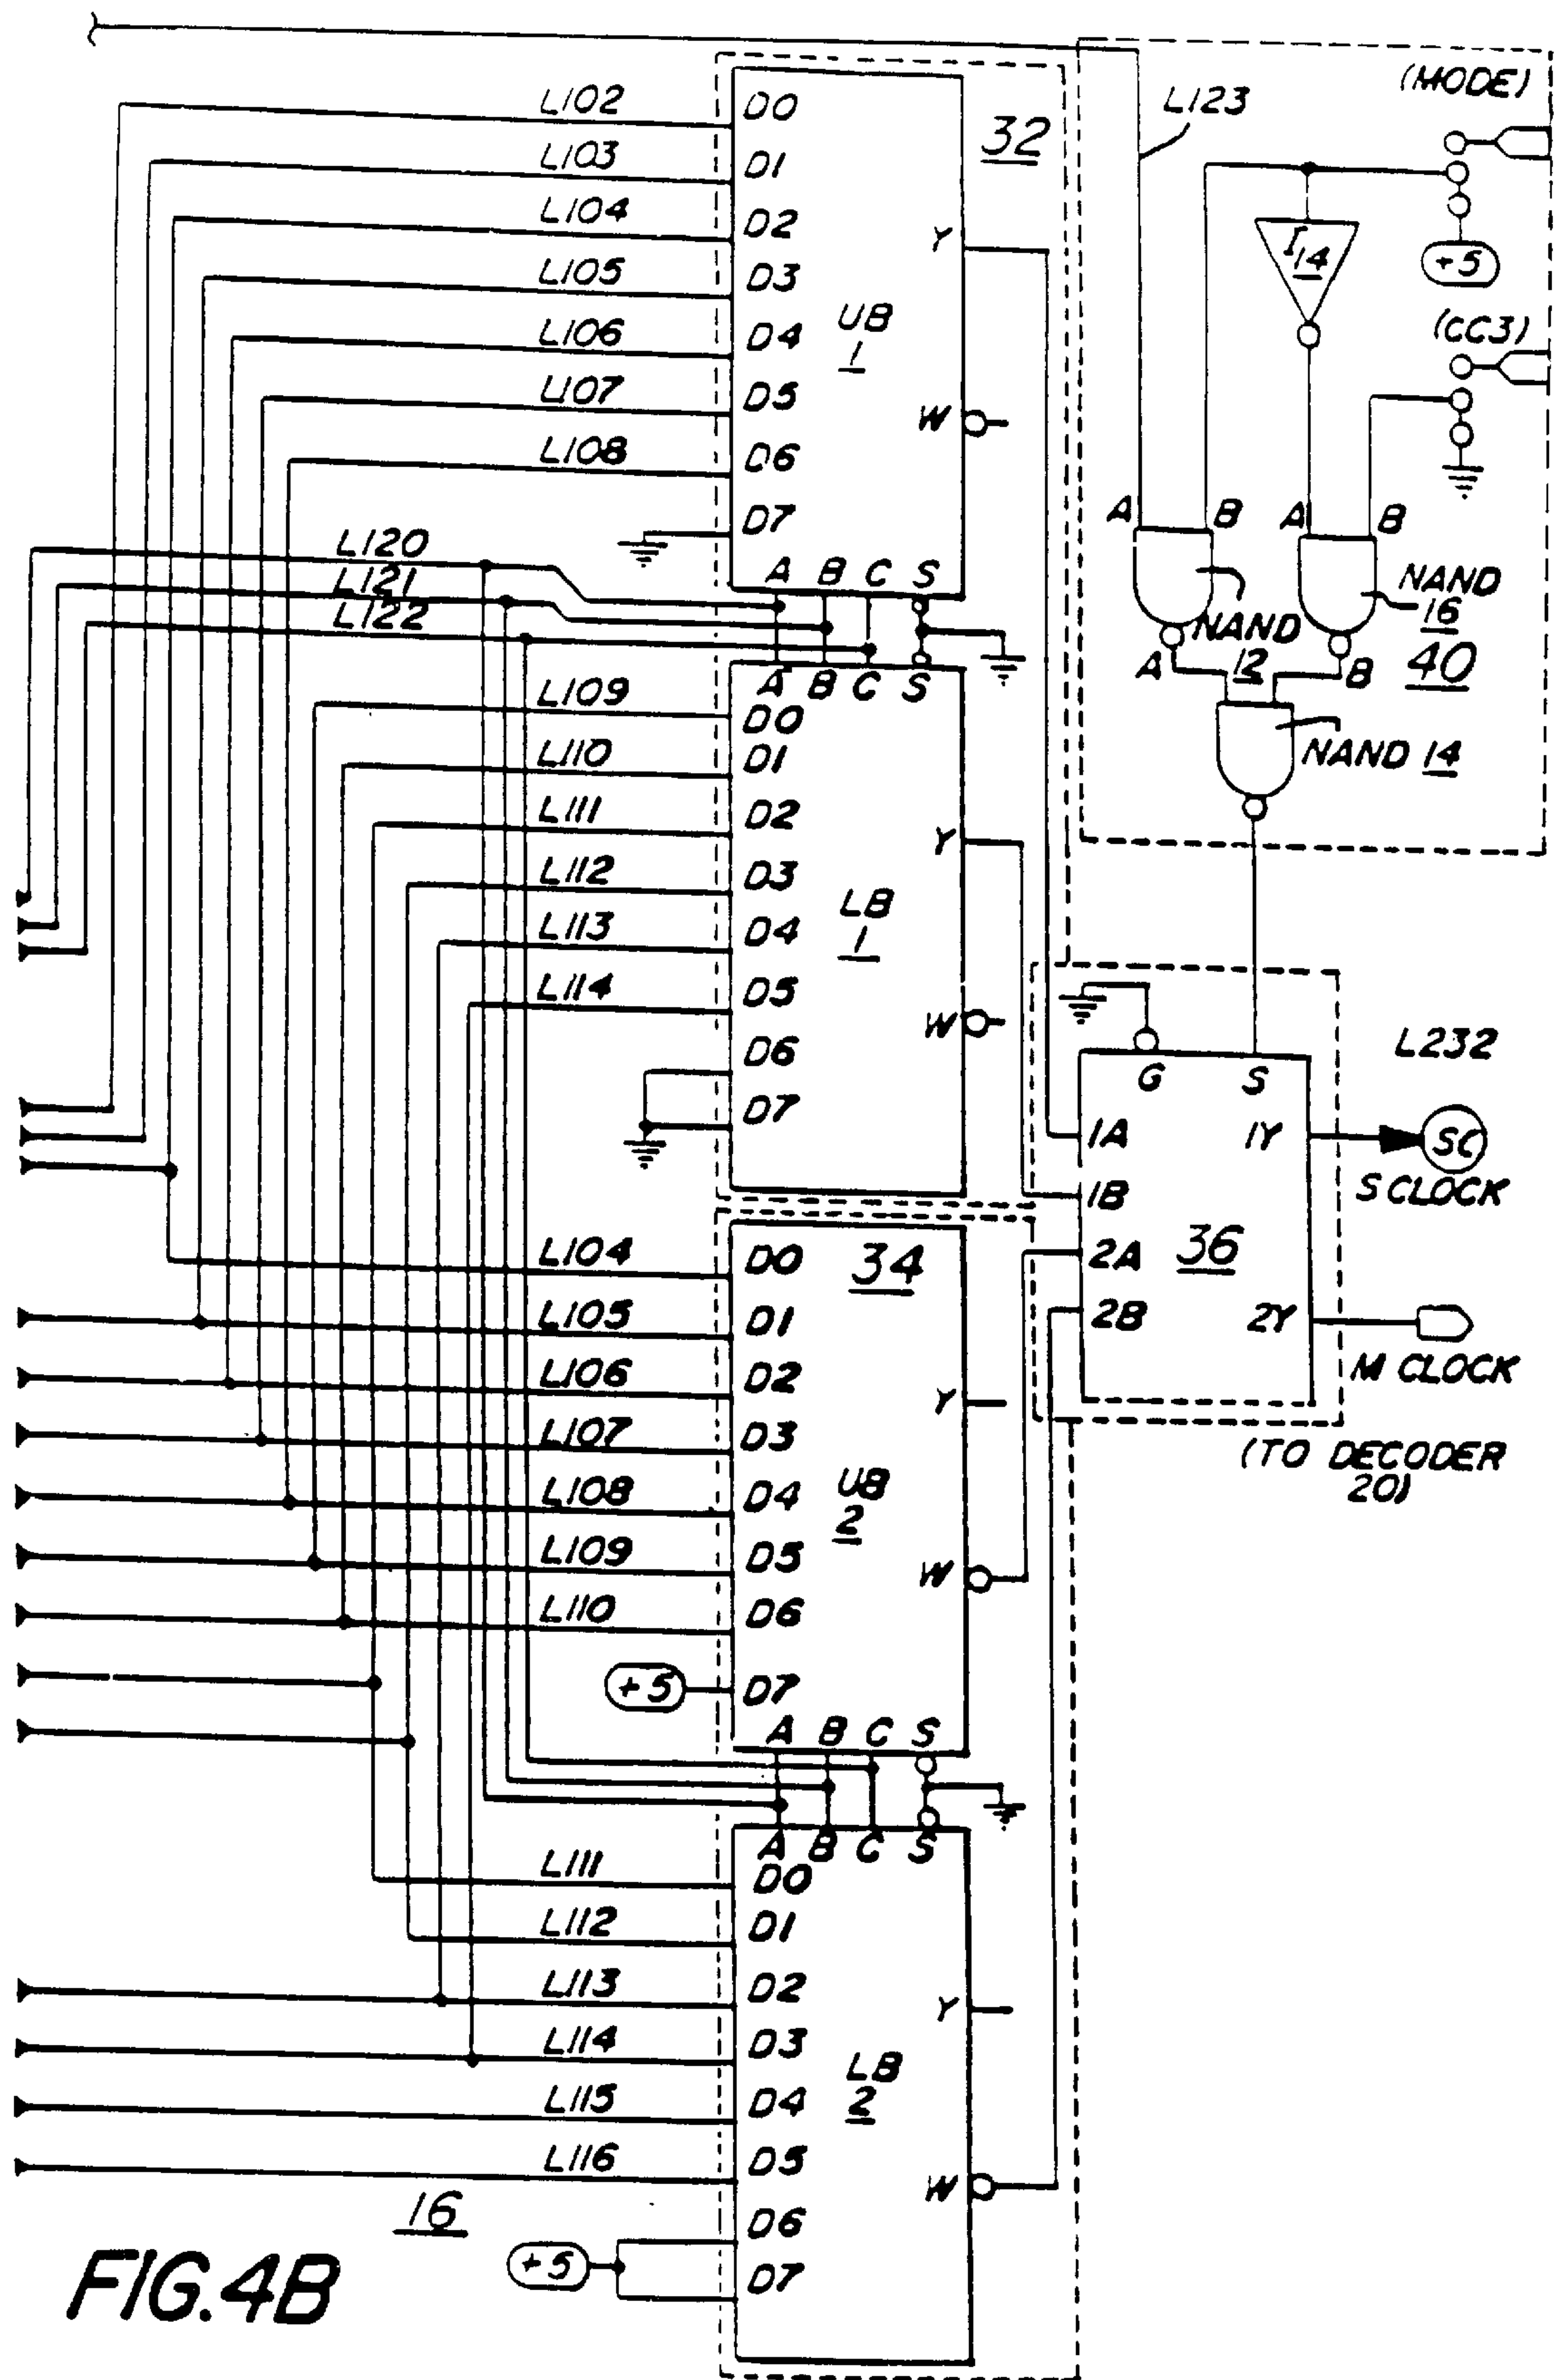 (MODE)
L123
+5
I
14
(CC3)
A B A B
NAND
12
NAND
16
A B
40
NAND 14
32
L102 D0
L103 D1
L104 D2
L105 D3
L106 D4
L107 D5
L108 D6
D7
Y
UB
1
W
A B C S
L120
L121
L122
A B C S
L109 D0
L110 D1
L111 D2
L112 D3
L113 D4
L114 D5
D6
D7
Y
LB
1
W
G S
1A 1Y
1B
2A 36
2B 2Y
L232
SC
S CLOCK
M CLOCK
(TO DECODER
20)
34
L104 D0
L105 D1
L106 D2
L107 D3
L108 D4
L109 D5
L110 D6
+5 D7
Y
UB
2
W
A B C S
A B C S
L111 D0
L112 D1
L113 D2
L114 D3
L115 D4
L116 D5
D6
+5 D7
Y
LB
2
W
16
FIG.4B